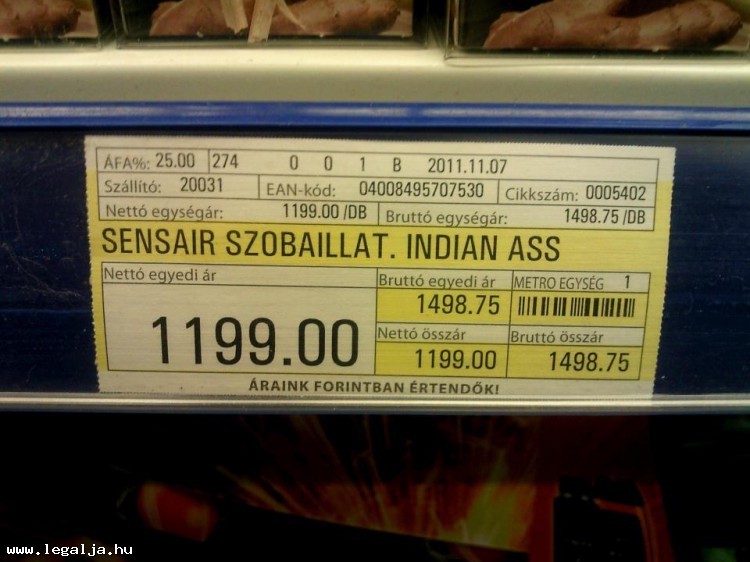 ÁFA%: 25.00 274 0 0 1 B 2011.11.07
Szállító: 20031 EAN-kód: 04008495707530 Cikkszám: 0005402
Nettó egységár: 1199.00 /DB Bruttó egységár: 1498.75 /DB
SENSAIR SZOBAILLAT. INDIAN ASS
Nettó egyedi ár Bruttó egyedi ár METRO EGYSÉG 1
1498.75
1199.00
Nettó összár Bruttó összár
1199.00 1498.75
ÁRAINK FORINTBAN ÉRTENDŐK!
www.legalja.hu